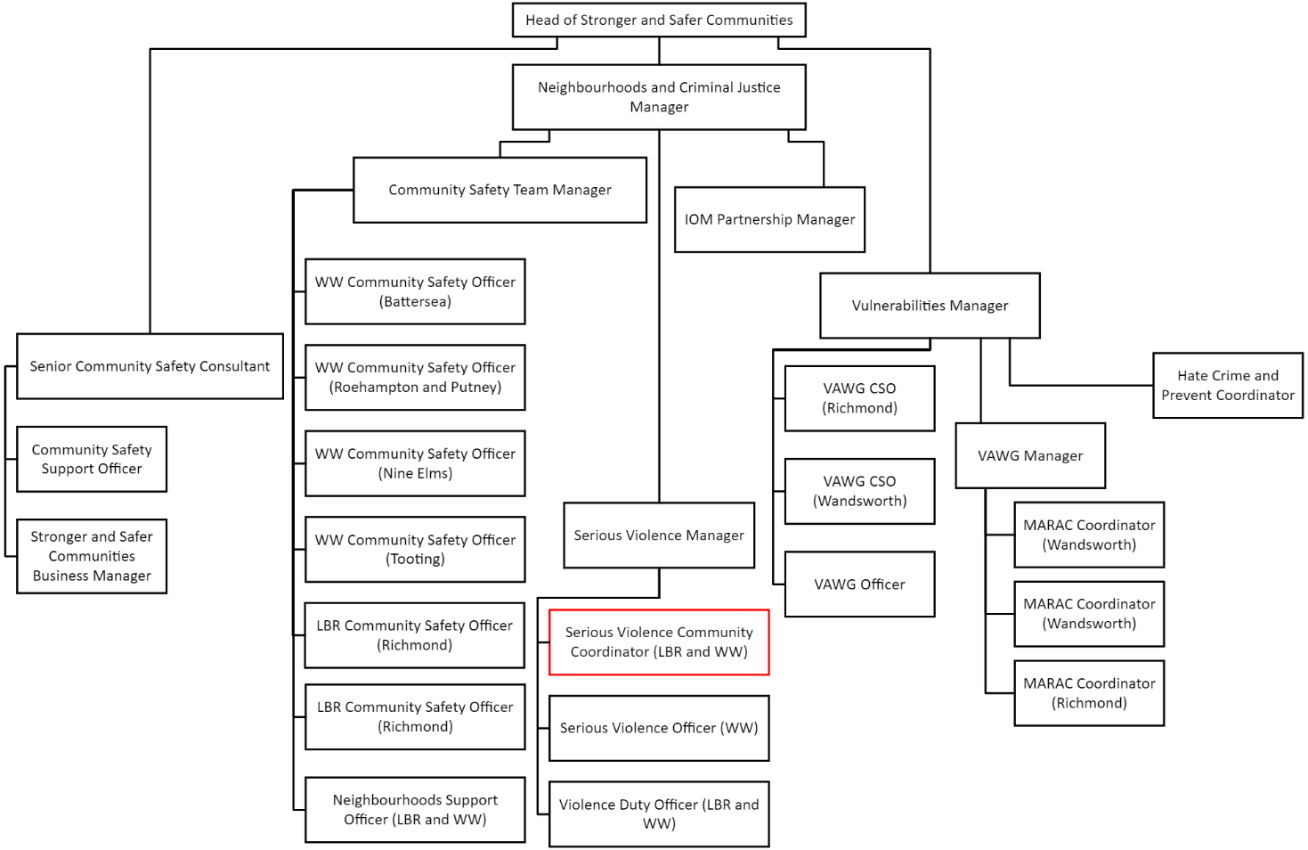 Head of Stronger and Safer Communities
Neighbourhoods and Criminal Justice
Manager
Community Safety Team Manager
IOM Partnership Manager
WW Community Safety Officer
(Battersea)
WW Community Safety Officer
(Roehampton and Putney)
WW Community Safety Officer
(Nine Elms)
WW Community Safety Officer
(Tooting)
LBR Community Safety Officer
(Richmond)
LBR Community Safety Officer
(Richmond)
Neighbourhoods Support
Officer (LBR and WW)
Senior Community Safety Consultant
Community Safety
Support Officer
Stronger and Safer
Communities
Business Manager
Serious Violence Manager
Serious Violence Community
Coordinator (LBR and WW)
Serious Violence Officer (WW)
Violence Duty Officer (LBR and
WW)
Vulnerabilities Manager
VAWG CSO
(Richmond)
VAWG CSO
(Wandsworth)
VAWG Officer
VAWG Manager
MARAC Coordinator
(Wandsworth)
MARAC Coordinator
(Wandsworth)
MARAC Coordinator
(Richmond)
Hate Crime and
Prevent Coordinator